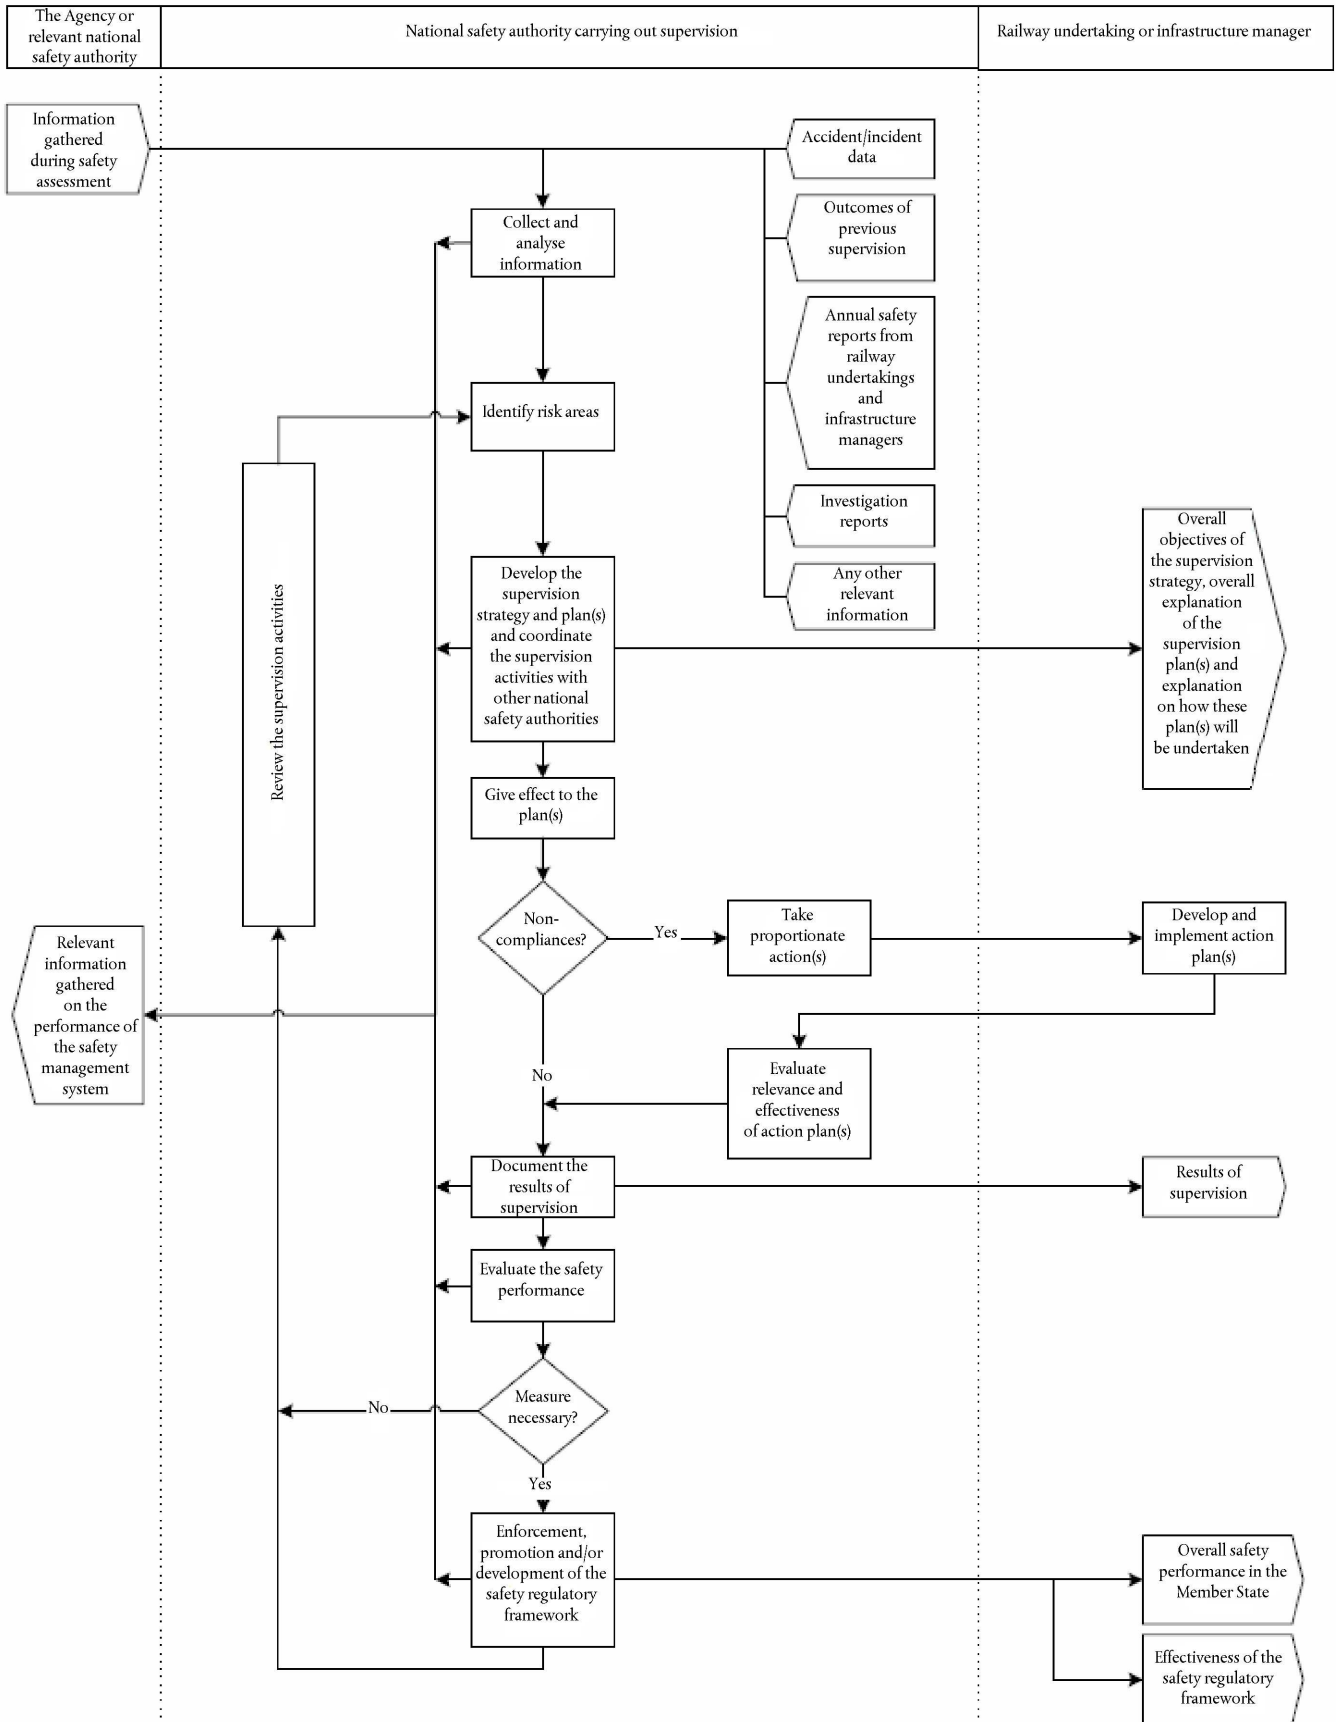 The Agency or
relevant national
safety authority
National safety authority carrying out supervision
Railway undertaking or infrastructure manager
Information
gathered
during safety
assessment
Accident/incident
data
Outcomes of
previous
supervision
Collect and
analyse
information
Annual safety
reports from
railway
undertakings
and
infrastructure
managers
Identify risk areas
Investigation
reports
Any other
relevant
information
Develop the
supervision
strategy and plan(s)
and coordinate
the supervision
activities with
other national
safety authorities
Overall
objectives of
the supervision
strategy, overall
explanation
of the
supervision
plan(s) and
explanation
on how these
plan(s) will
be undertaken
Review the supervision activities
Give effect to the
plan(s)
Non-
compliances?
Yes
Take
proportionate
action(s)
Develop and
implement action
plan(s)
Relevant
information
gathered
on the
performance of
the safety
management
system
No
Evaluate
relevance and
effectiveness
of action plan(s)
Document the
results of
supervision
Results of
supervision
Evaluate the safety
performance
Measure
necessary?
No
Yes
Enforcement,
promotion and/or
development of the
safety regulatory
framework
Overall safety
performance in the
Member State
Effectiveness of the
safety regulatory
framework